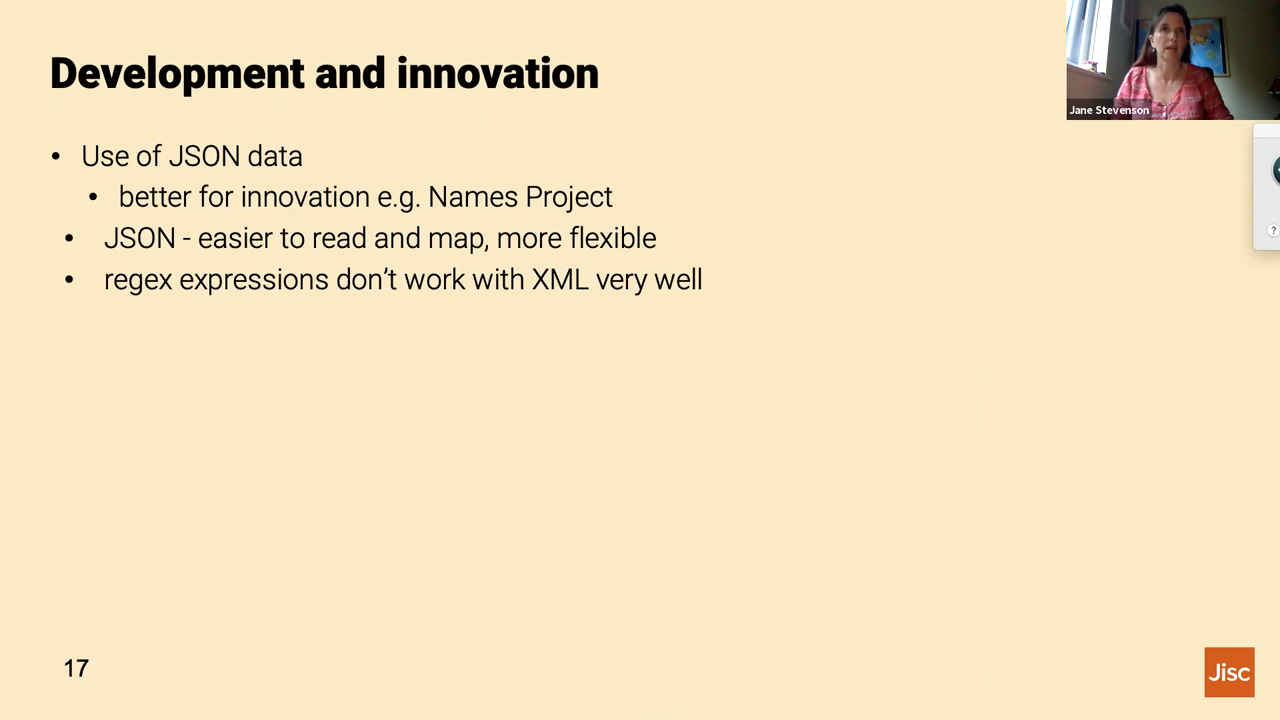 Development and innovation
Jane Stevenson
• Use of JSON data
• better for innovation e.g. Names Project
• JSON - easier to read and map, more flexible
• regex expressions don’t work with XML very well
?
17
Jisc